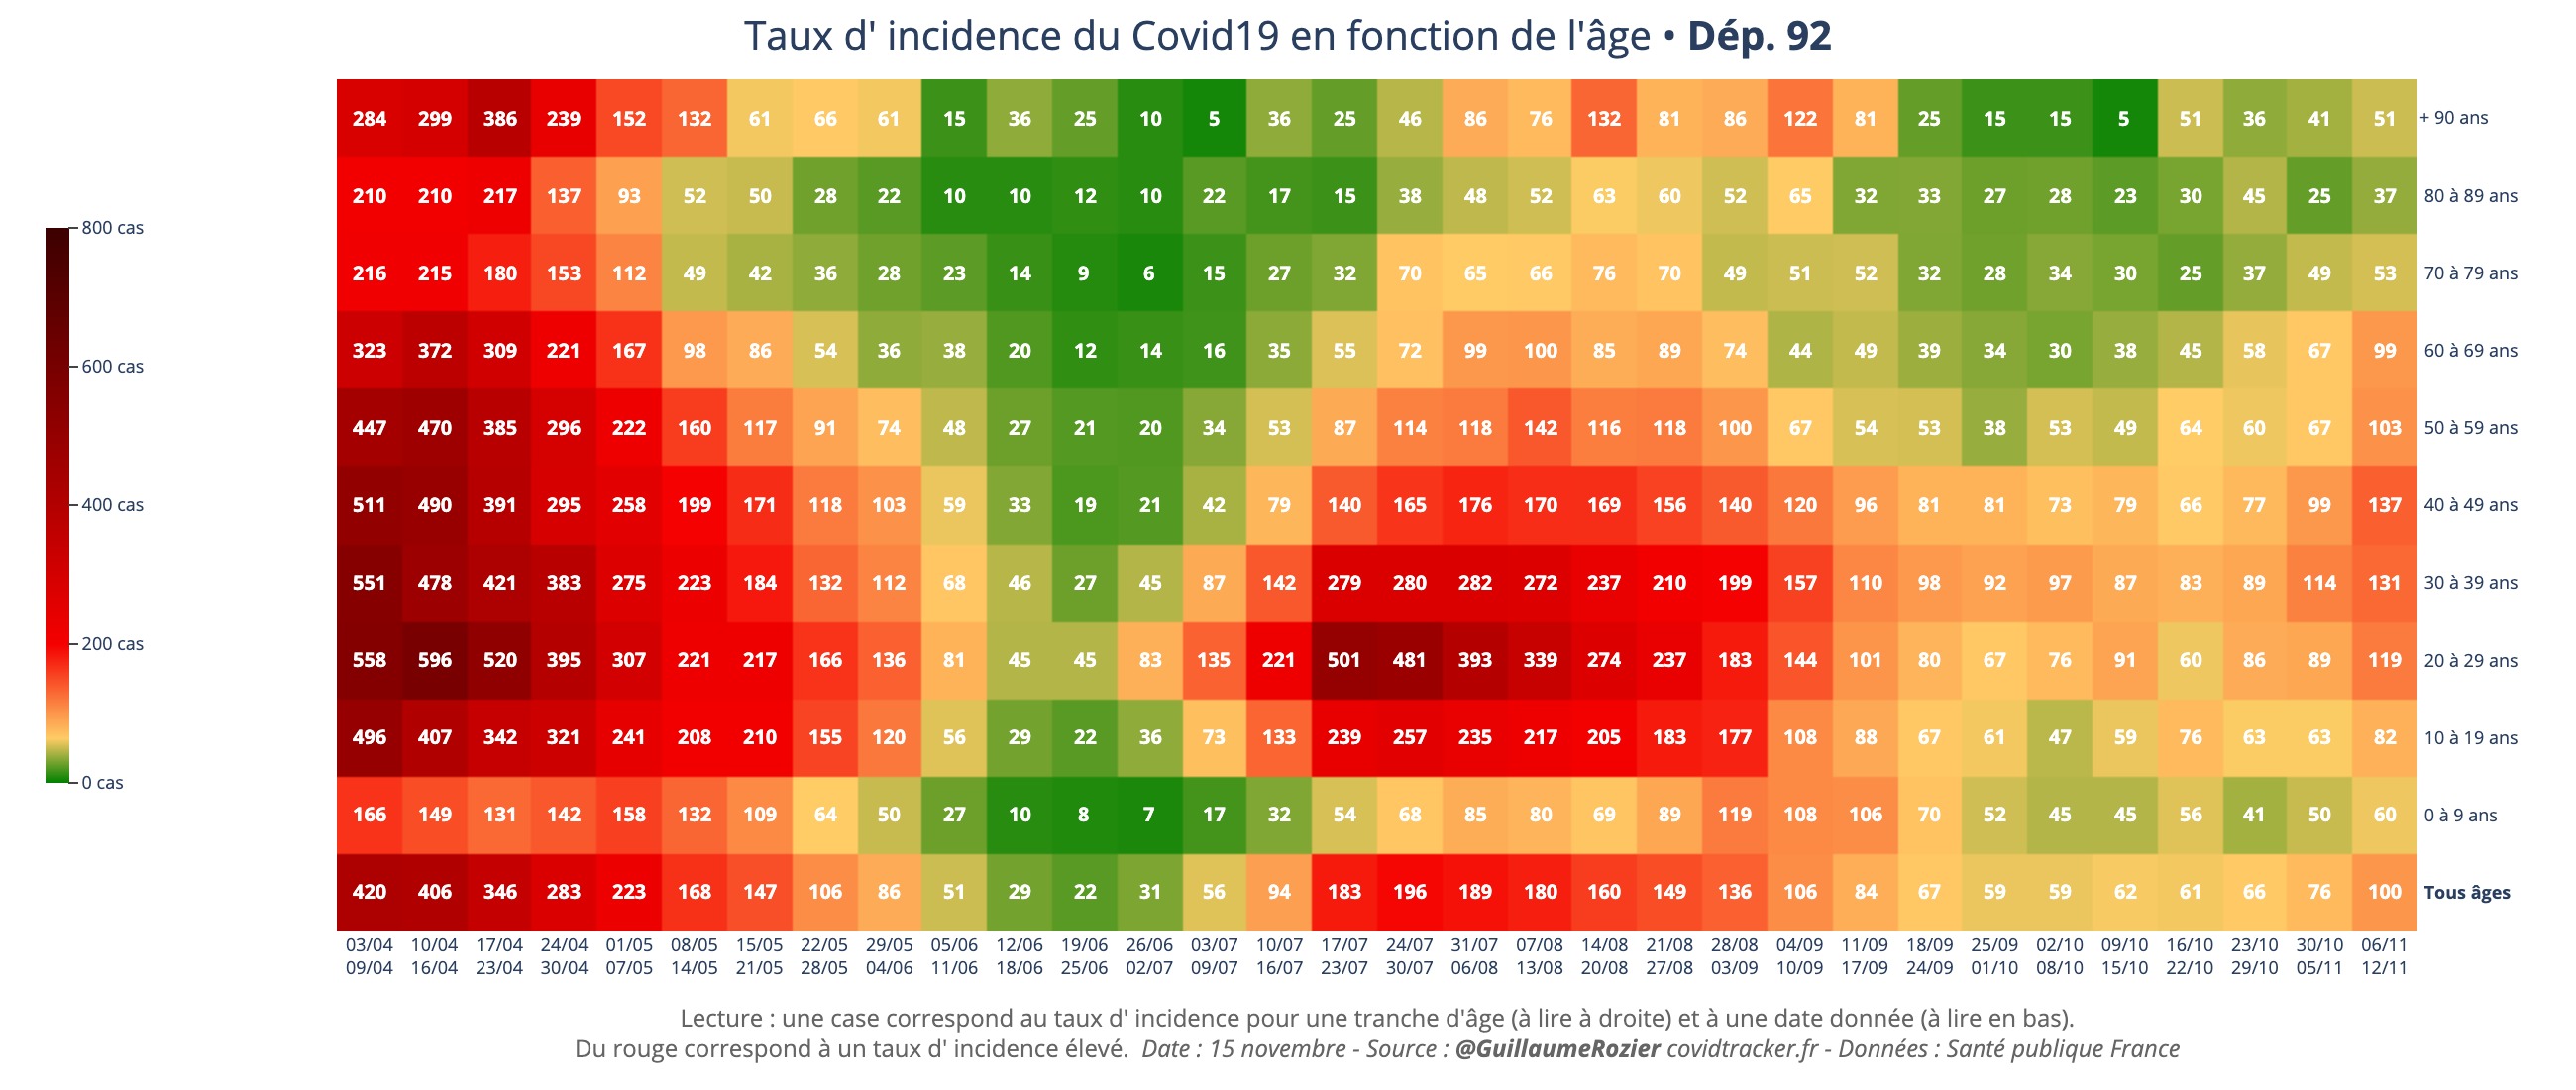 Taux d' incidence du Covid19 en fonction de l'âge • Dép. 92
284 299 386 239 152 132 61 66 61 15 36 25 10 5 36 25 46 86 76 132 81 86 122 81 25 15 15 5 51 36 41 51 + 90 ans
210 210 217 137 93 52 50 28 22 10 10 12 10 22 17 15 38 48 52 63 60 52 65 32 33 27 28 23 30 45 25 37 80 à 89 ans
800 cas
216 215 180 153 112 49 42 36 28 23 14 9 6 15 27 32 70 65 66 76 70 49 51 52 32 28 34 30 25 37 49 53 70 à 79 ans
323 372 309 221 167 98 86 54 36 38 20 12 14 16 35 55 72 99 100 85 89 74 44 49 39 34 30 38 45 58 67 99 60 à 69 ans
600 cas
447 470 385 296 222 160 117 91 74 48 27 21 20 34 53 87 114 118 142 116 118 100 67 54 53 38 53 49 64 60 67 103 50 à 59 ans
400 cas
511 490 391 295 258 199 171 118 103 59 33 19 21 42 79 140 165 176 170 169 156 140 120 96 81 81 73 79 66 77 99 137 40 à 49 ans
551 478 421 383 275 223 184 132 112 68 46 27 45 87 142 279 280 282 272 237 210 199 157 110 98 92 97 87 83 89 114 131 30 à 39 ans
200 cas
558 596 520 395 307 221 217 166 136 81 45 45 83 135 221 501 481 393 339 274 237 183 144 101 80 67 76 91 60 86 89 119 20 à 29 ans
496 407 342 321 241 208 210 155 120 56 29 22 36 73 133 239 257 235 217 205 183 177 108 88 67 61 47 59 76 63 63 82 10 à 19 ans
0 cas
166 149 131 142 158 132 109 64 50 27 10 8 7 17 32 54 68 85 80 69 89 119 108 106 70 52 45 45 56 41 50 60 0 à 9 ans
420 406 346 283 223 168 147 106 86 51 29 22 31 56 94 183 196 189 180 160 149 136 106 84 67 59 59 62 61 66 76 100 Tous âges
03/04 10/04 17/04 24/04 01/05 08/05 15/05 22/05 29/05 05/06 12/06 19/06 26/06 03/07 10/07 17/07 24/07 31/07 07/08 14/08 21/08 28/08 04/09 11/09 18/09 25/09 02/10 09/10 16/10 23/10 30/10 06/11
09/04 16/04 23/04 30/04 07/05 14/05 21/05 28/05 04/06 11/06 18/06 25/06 02/07 09/07 16/07 23/07 30/07 06/08 13/08 20/08 27/08 03/09 10/09 17/09 24/09 01/10 08/10 15/10 22/10 29/10 05/11 12/11
Lecture : une case correspond au taux d' incidence pour une tranche d'âge (à lire à droite) et à une date donnée (à lire en bas).
Du rouge correspond à un taux d' incidence élevé. Date : 15 novembre - Source : @GuillaumeRozier covidtracker.fr - Données : Santé publique France